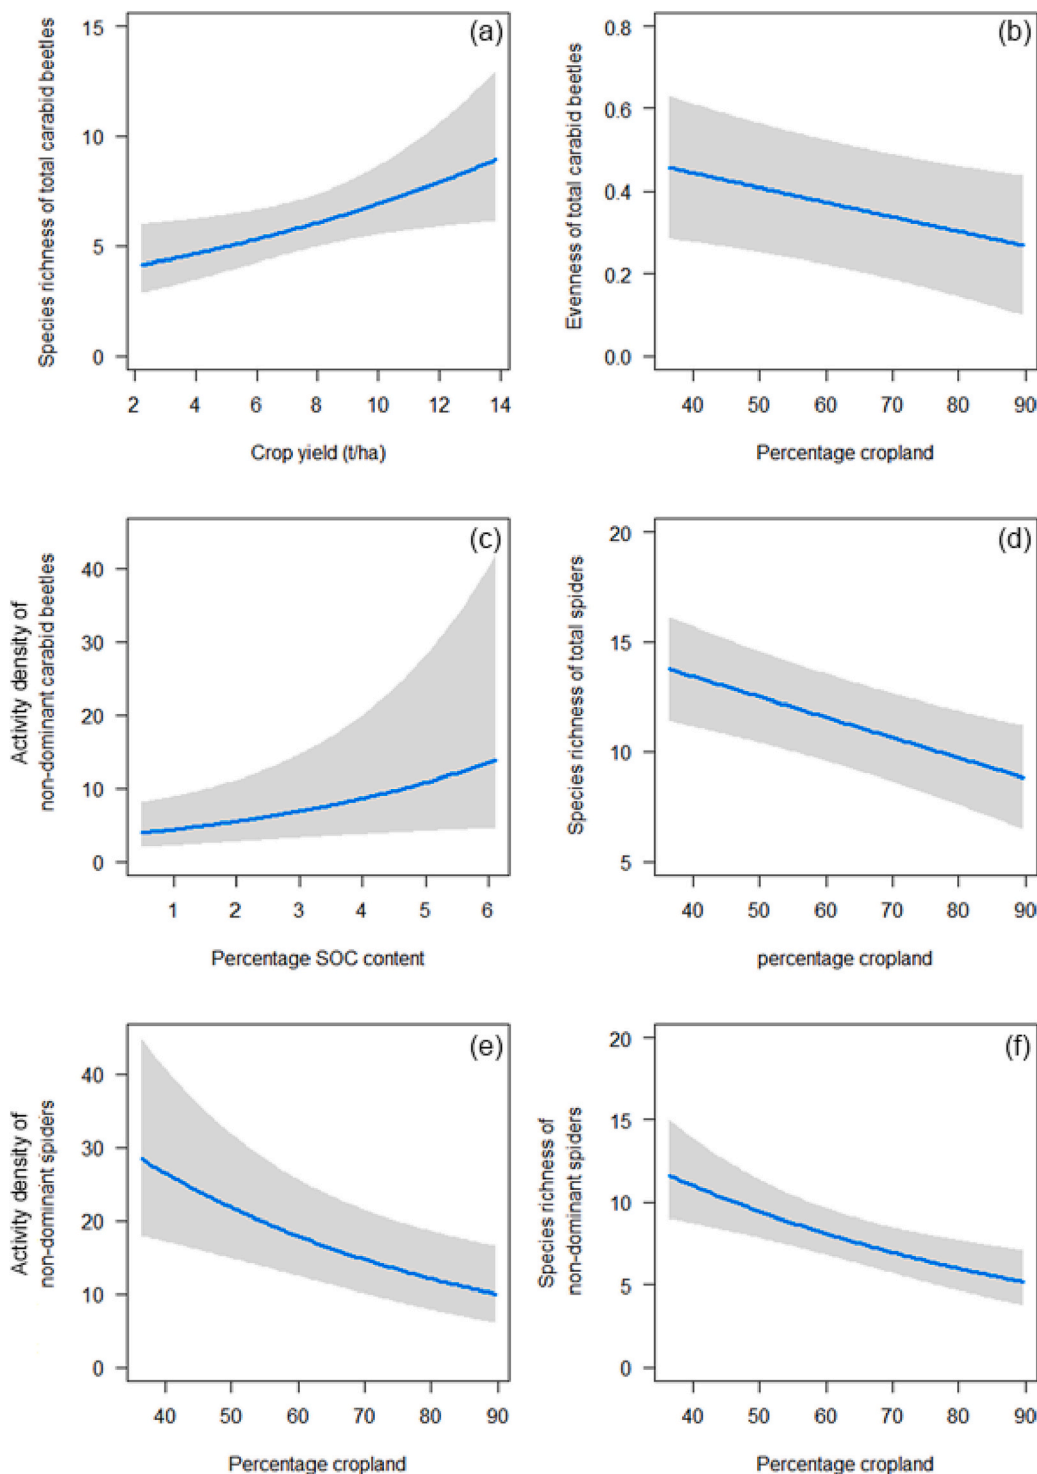 (a)
Species richness of total carabid beetles
15
10
5
0
2 4 6 8 10 12 14
Crop yield (t/ha)
(b)
Evenness of total carabid beetles
0.8
0.6
0.4
0.2
0.0
40 50 60 70 80 90
Percentage cropland
(c)
Activity density of
non-dominant carabid beetles
40
30
20
10
0
1 2 3 4 5 6
Percentage SOC content
(d)
Species richness of total spiders
20
15
10
5
40 50 60 70 80 90
percentage cropland
(e)
Activity density of
non-dominant spiders
40
30
20
10
0
40 50 60 70 80 90
Percentage cropland
(f)
Species richness of
non-dominant spiders
20
15
10
5
0
40 50 60 70 80 90
Percentage cropland